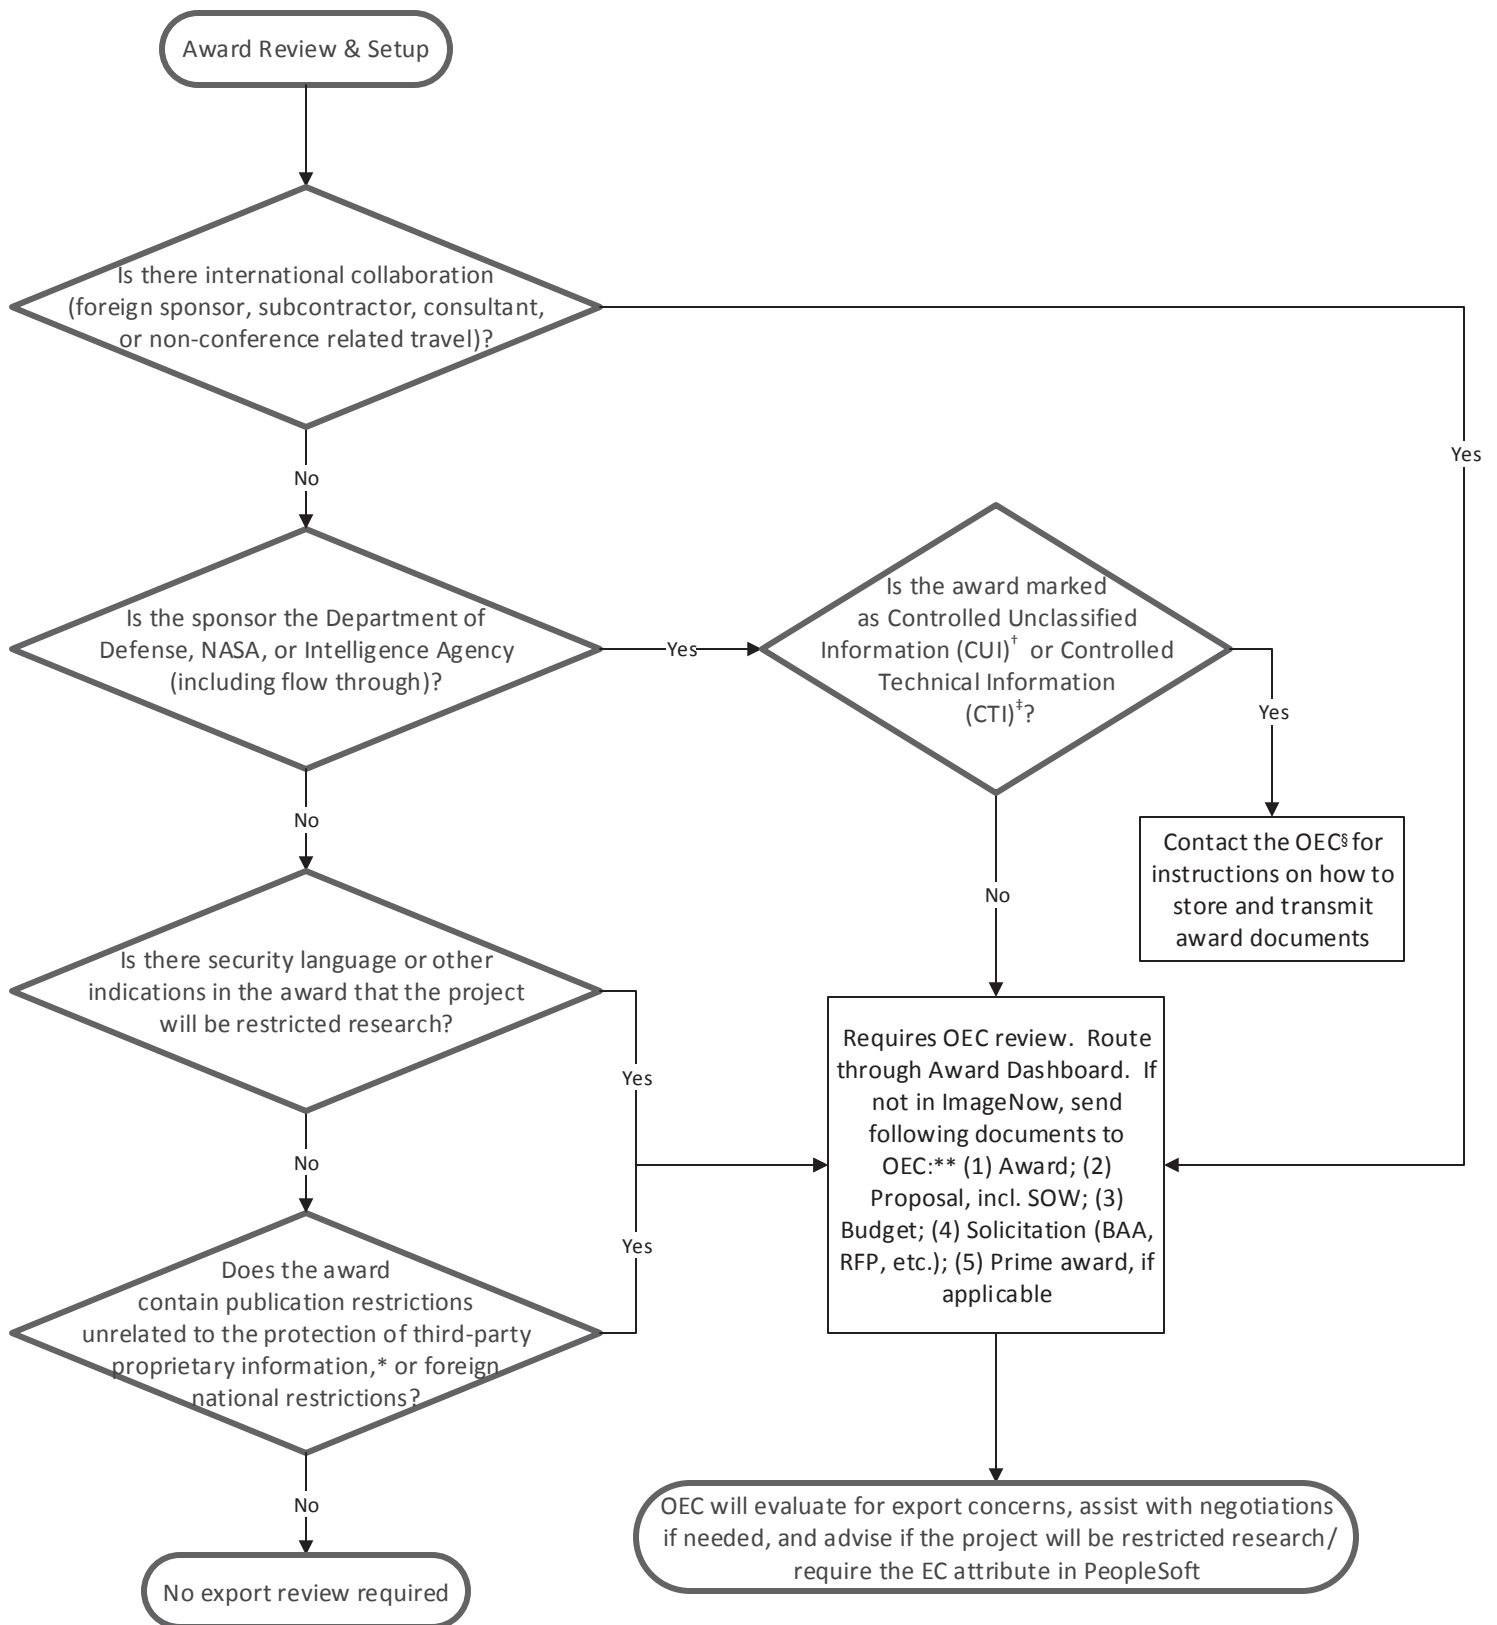 Award Review & Setup
Is there international collaboration
(foreign sponsor, subcontractor, consultant,
or non-conference related travel)?
Yes
No
Is the sponsor the Department of
Defense, NASA, or Intelligence Agency
(including flow through)?
Yes
Is the award marked
as Controlled Unclassified
Information (CUI)† or Controlled
Technical Information
(CTI)‡?
Yes
Contact the OEC§ for
instructions on how to
store and transmit
award documents
No
No
Is there security language or other
indications in the award that the project
will be restricted research?
Yes
No
Requires OEC review. Route
through Award Dashboard. If
not in ImageNow, send
following documents to
OEC:** (1) Award; (2)
Proposal, incl. SOW; (3)
Budget; (4) Solicitation (BAA,
RFP, etc.); (5) Prime award, if
applicable
Yes
Does the award
contain publication restrictions
unrelated to the protection of third-party
proprietary information,* or foreign
national restrictions?
No
No export review required
OEC will evaluate for export concerns, assist with negotiations
if needed, and advise if the project will be restricted research/
require the EC attribute in PeopleSoft